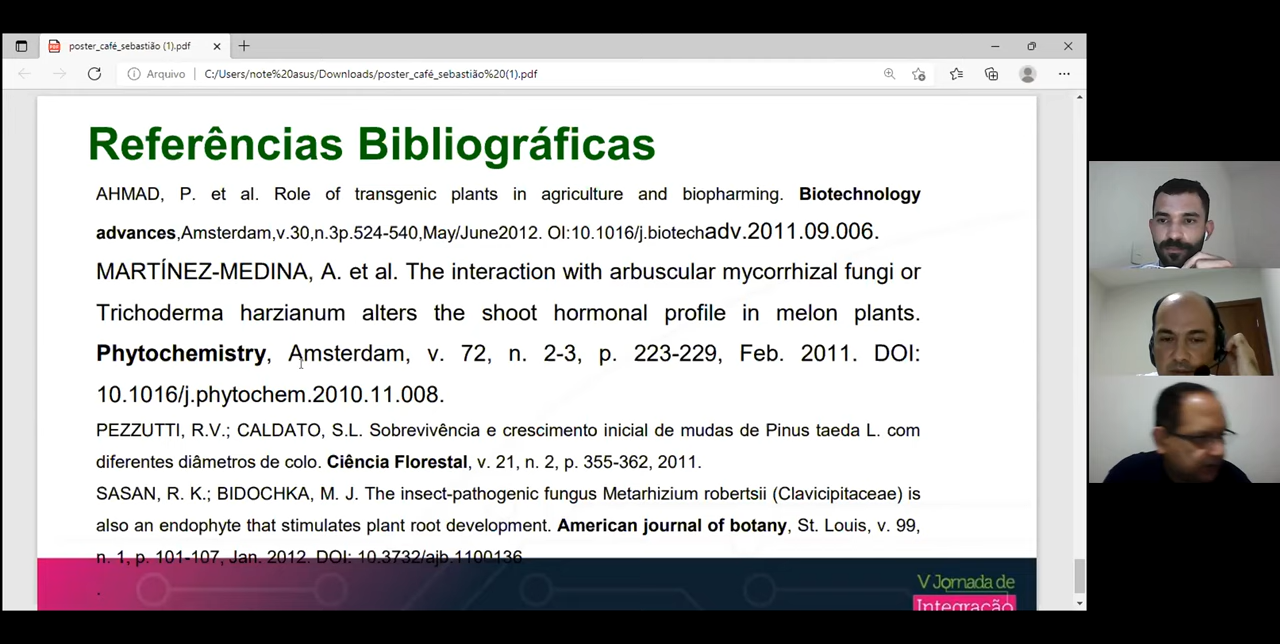 poster_café_sebastião (1).pdf
Arquivo C:/Users/note%20asus/Downloads/poster_café_sebastião%20(1).pdf
Referências Bibliográficas
AHMAD, P. et al. Role of transgenic plants in agriculture and biopharming. Biotechnology
advances,Amsterdam,v.30,n.3p.524-540,May/June2012. OI:10.1016/j.biotechadv.2011.09.006.
MARTÍNEZ-MEDINA, A. et al. The interaction with arbuscular mycorrhizal fungi or
Trichoderma harzianum alters the shoot hormonal profile in melon plants.
Phytochemistry, Amsterdam, v. 72, n. 2-3, p. 223-229, Feb. 2011. DOI:
10.1016/j.phytochem.2010.11.008.
PEZZUTTI, R.V.; CALDATO, S.L. Sobrevivência e crescimento inicial de mudas de Pinus taeda L. com
diferentes diâmetros de colo. Ciência Florestal, v. 21, n. 2, p. 355-362, 2011.
SASAN, R. K.; BIDOCHKA, M. J. The insect-pathogenic fungus Metarhizium robertsii (Clavicipitaceae) is
also an endophyte that stimulates plant root development. American journal of botany, St. Louis, v. 99,
n. 1, p. 101-107, Jan. 2012. DOI: 10.3732/ajb.1100136
.
V Jornada de
Integração